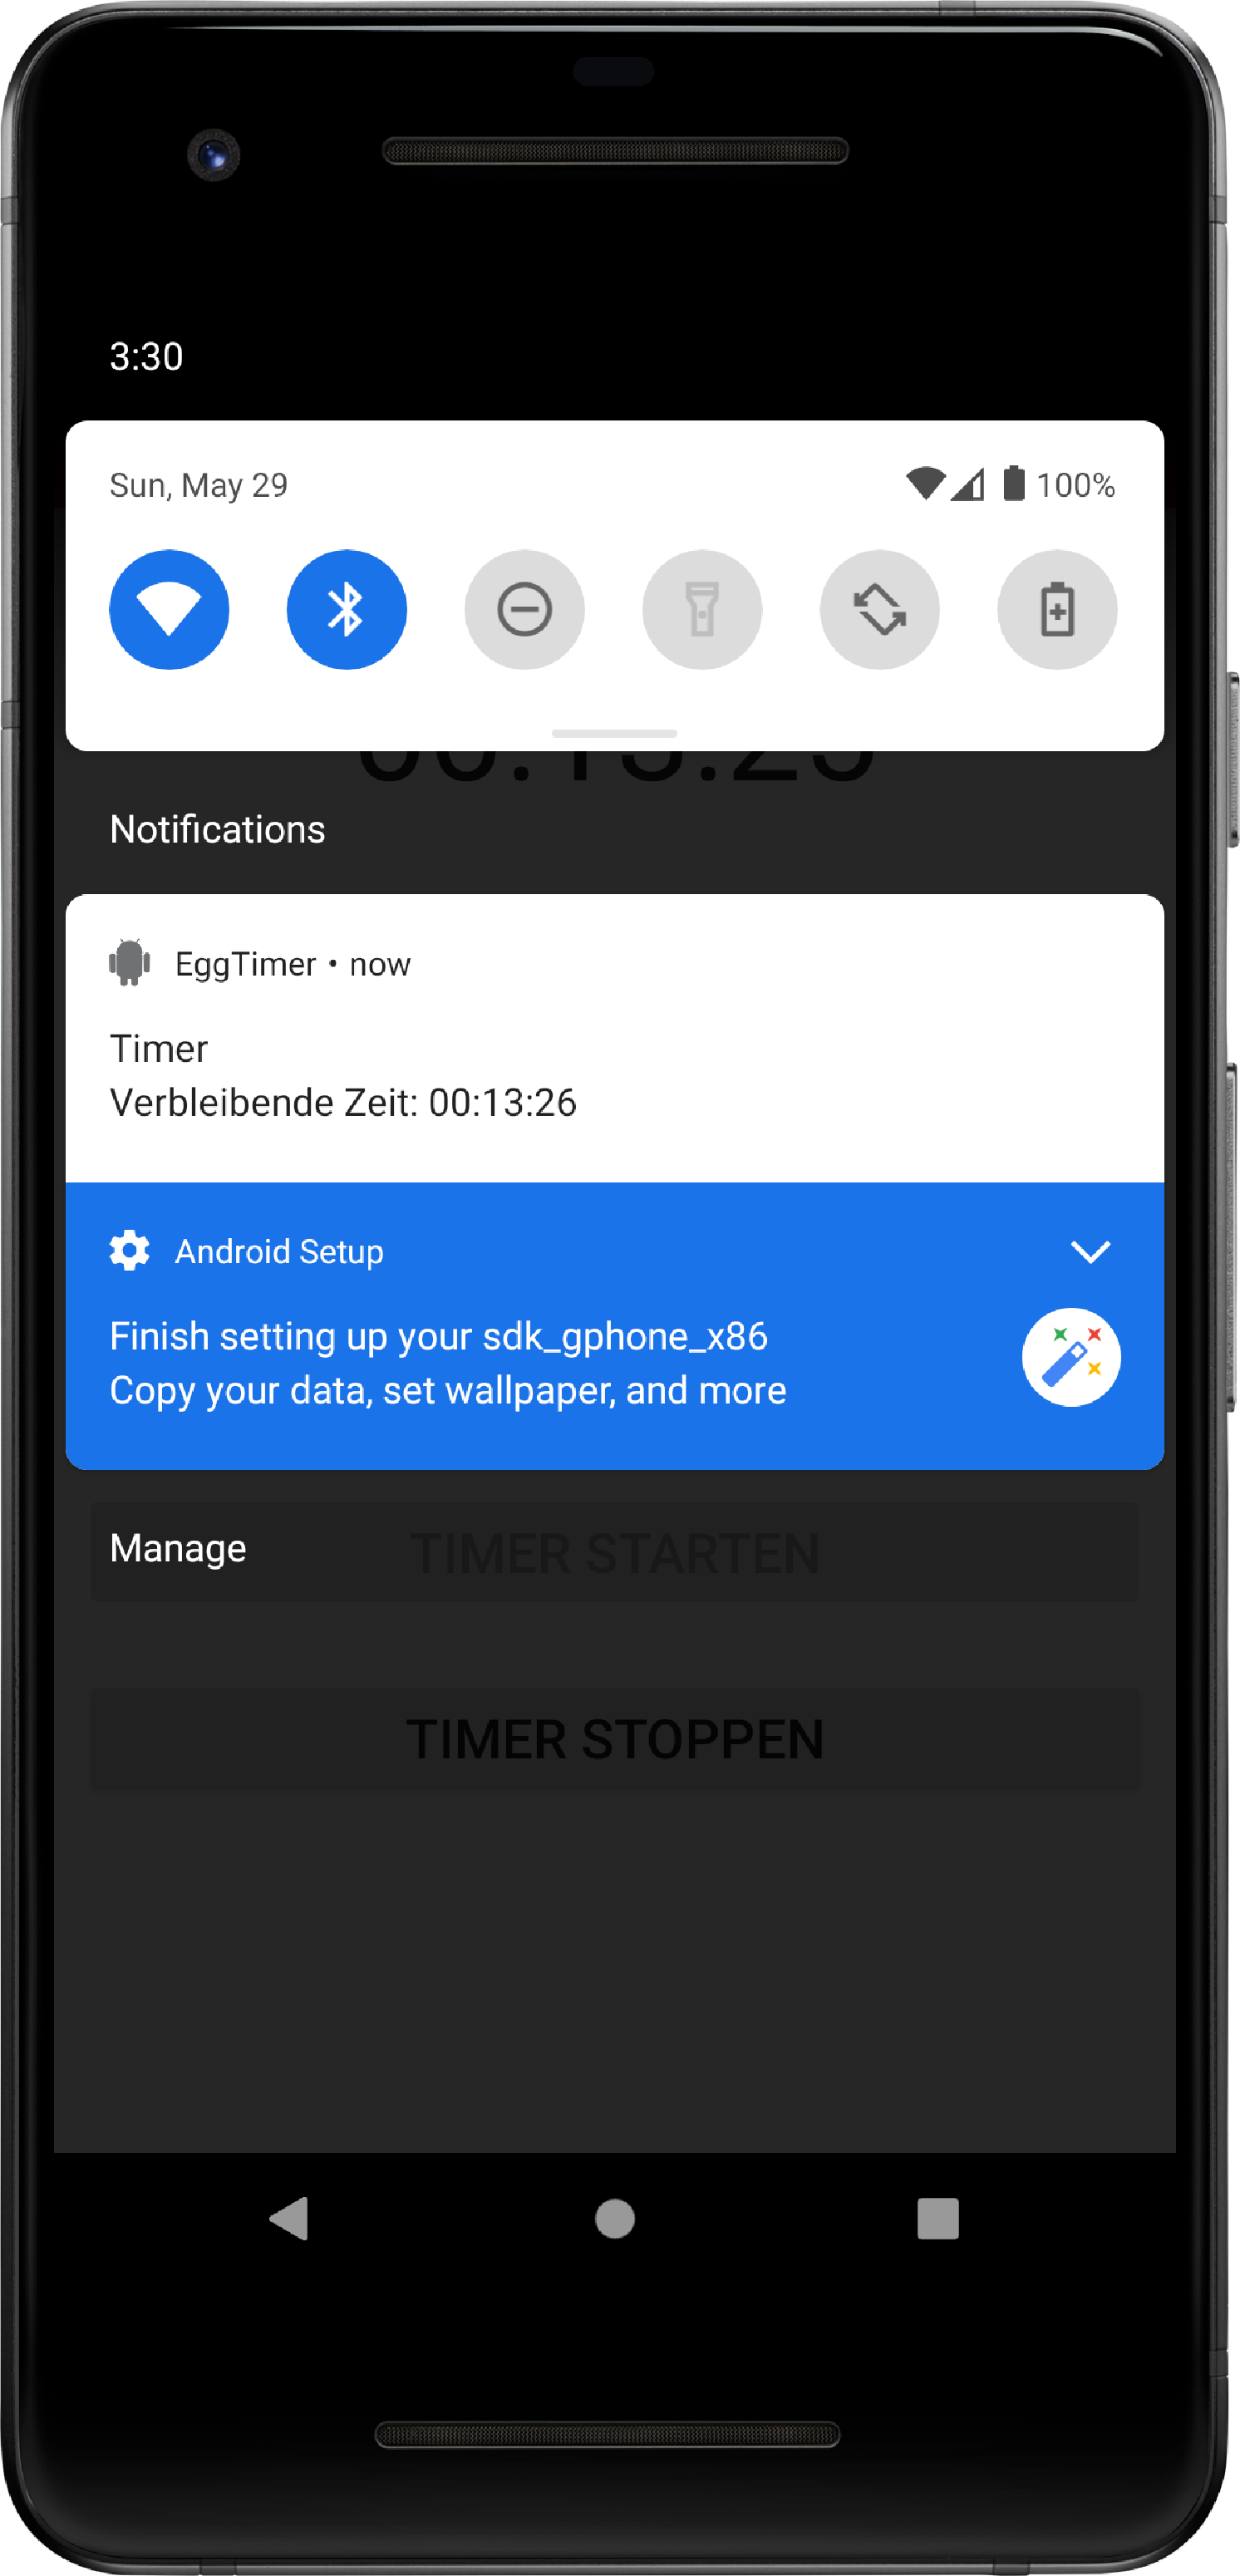 3:30
Sun, May 29
100%
Notifications
EggTimer • now
Timer
Verbleibende Zeit: 00:13:26
Android Setup
Finish setting up your sdk_gphone_x86
Copy your data, set wallpaper, and more
Manage
TIMER STARTEN
TIMER STOPPEN